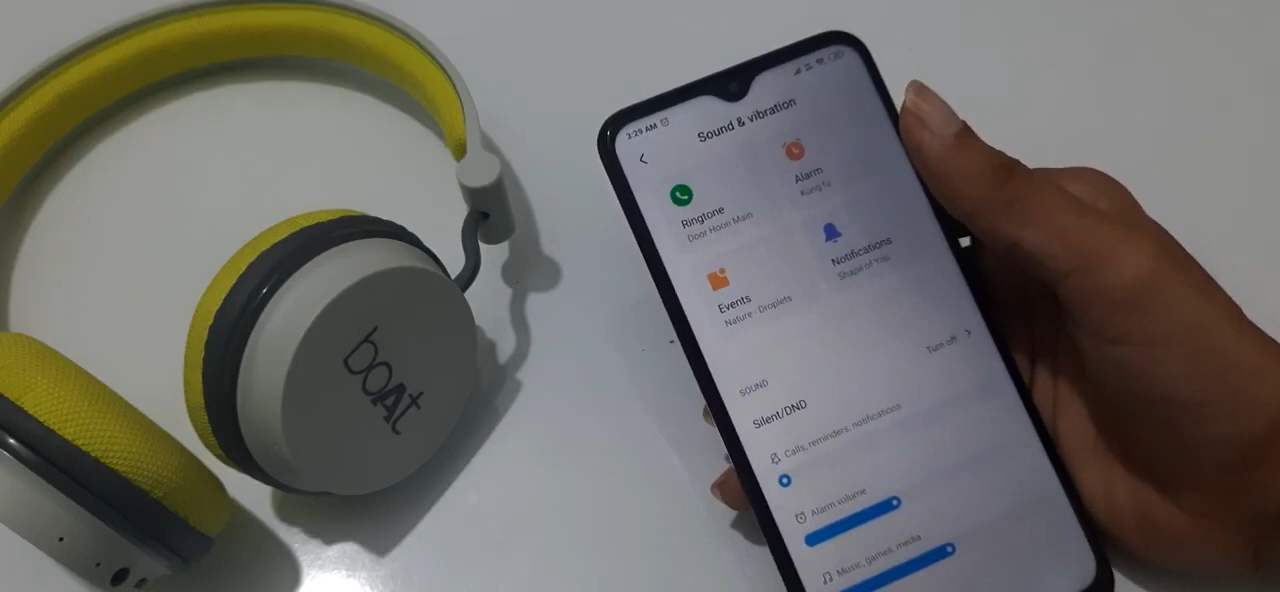 boAt
3:29 AM
Sound & vibration
Ringtone
Door Hoon Main
Alarm
Kung fu
Events
Nature - Droplets
Notifications
Shape of You
SOUND
Silent/DND
Turn off
Calls, reminders, notifications
Alarm volume
Music, games, media